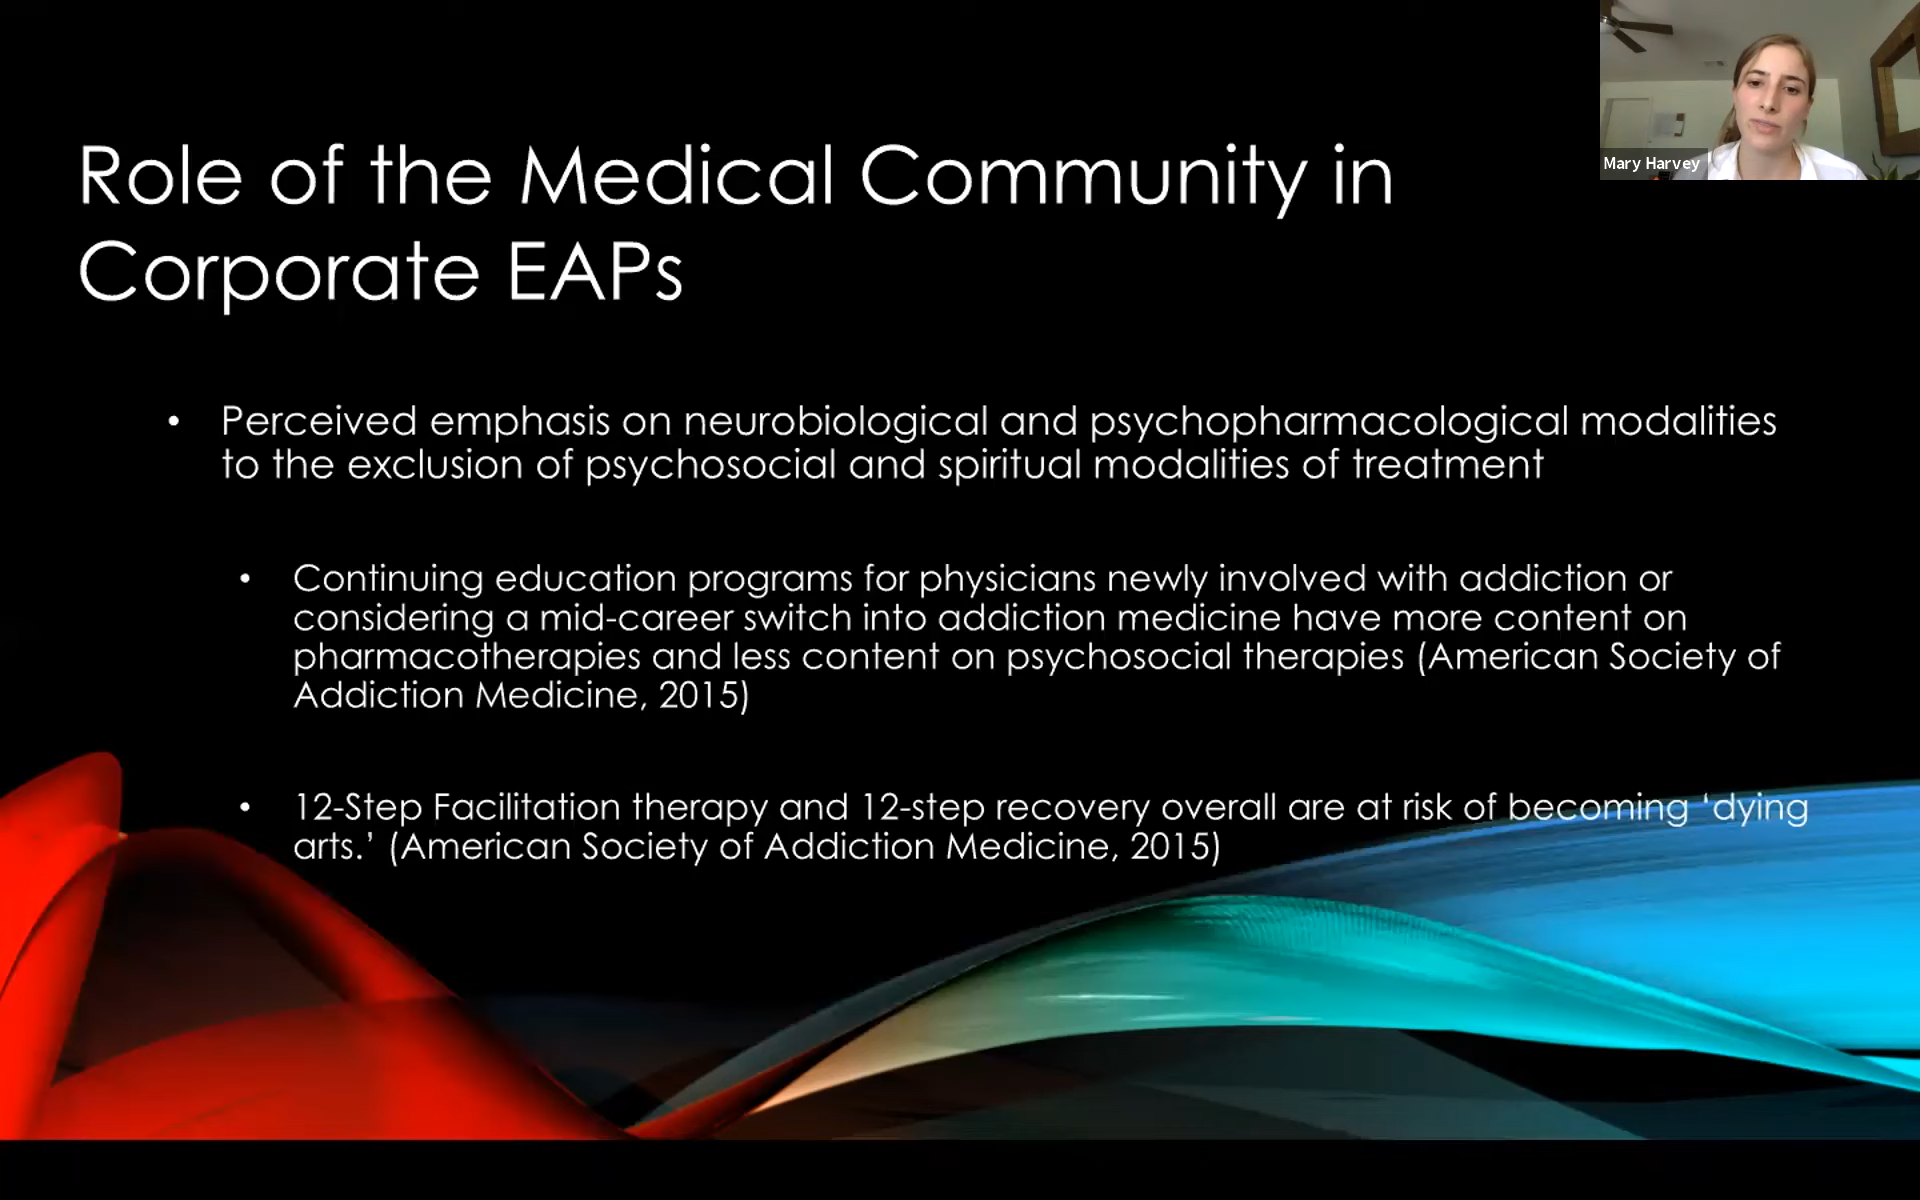 Role of the Medical Community in
Corporate EAPs
Mary Harvey
• Perceived emphasis on neurobiological and psychopharmacological modalities
to the exclusion of psychosocial and spiritual modalities of treatment
• Continuing education programs for physicians newly involved with addiction or
considering a mid-career switch into addiction medicine have more content on
pharmacotherapies and less content on psychosocial therapies (American Society of
Addiction Medicine, 2015)
• 12-Step Facilitation therapy and 12-step recovery overall are at risk of becoming ‘dying
arts.’ (American Society of Addiction Medicine, 2015)